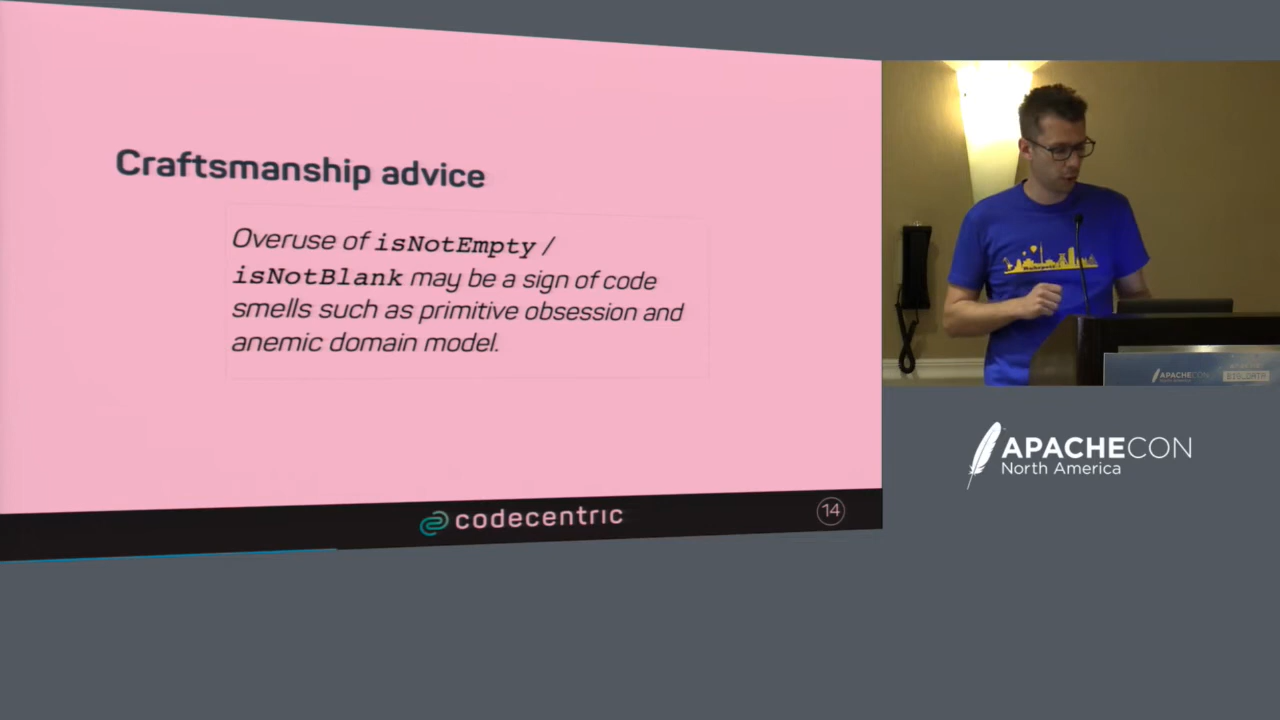 Craftsmanship advice
Overuse of isNotEmpty /
isNotBlank may be a sign of code
smells such as primitive obsession and
anemic domain model.
codecentric
14
APACHECON
APACHECON
North America